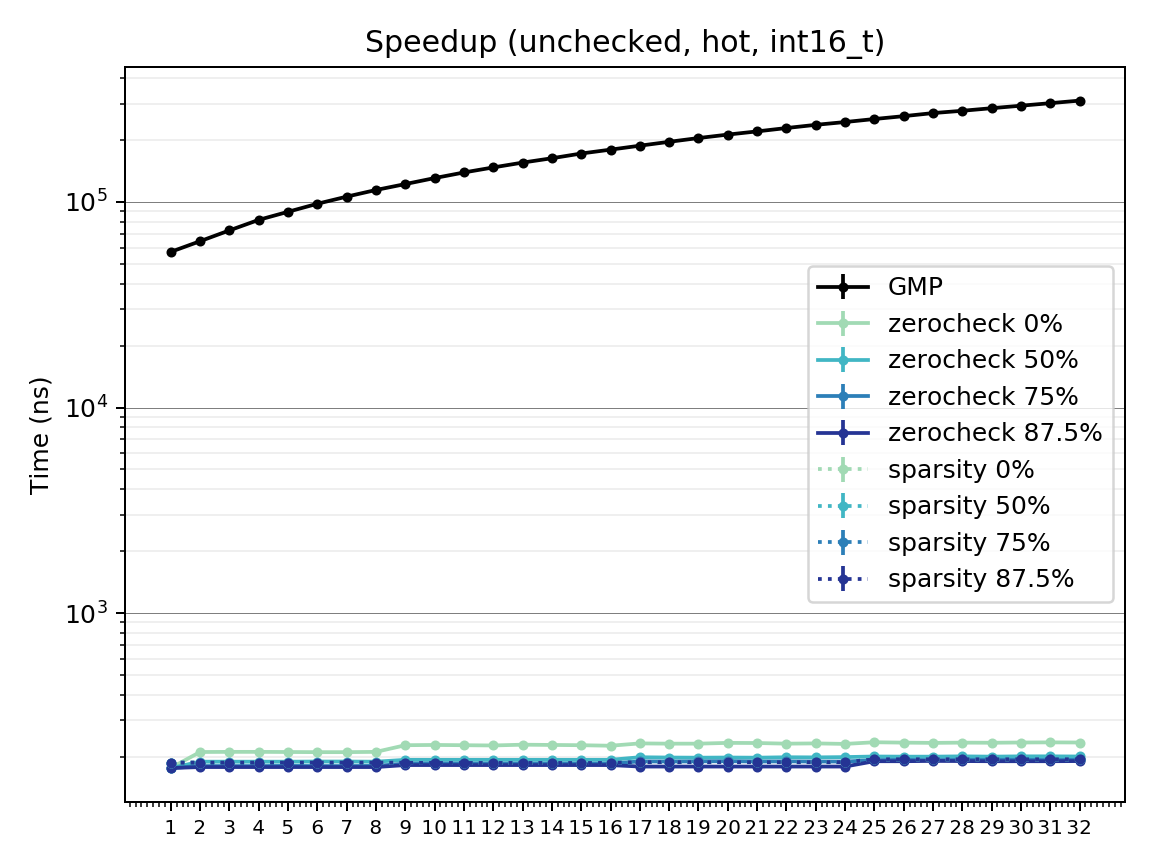 Speedup (unchecked, hot, int16_t)
Time (ns)
10^5
10^4
10^3
GMP
zerocheck 0%
zerocheck 50%
zerocheck 75%
zerocheck 87.5%
sparsity 0%
sparsity 50%
sparsity 75%
sparsity 87.5%
1 2 3 4 5 6 7 8 9 10 11 12 13 14 15 16 17 18 19 20 21 22 23 24 25 26 27 28 29 30 31 32